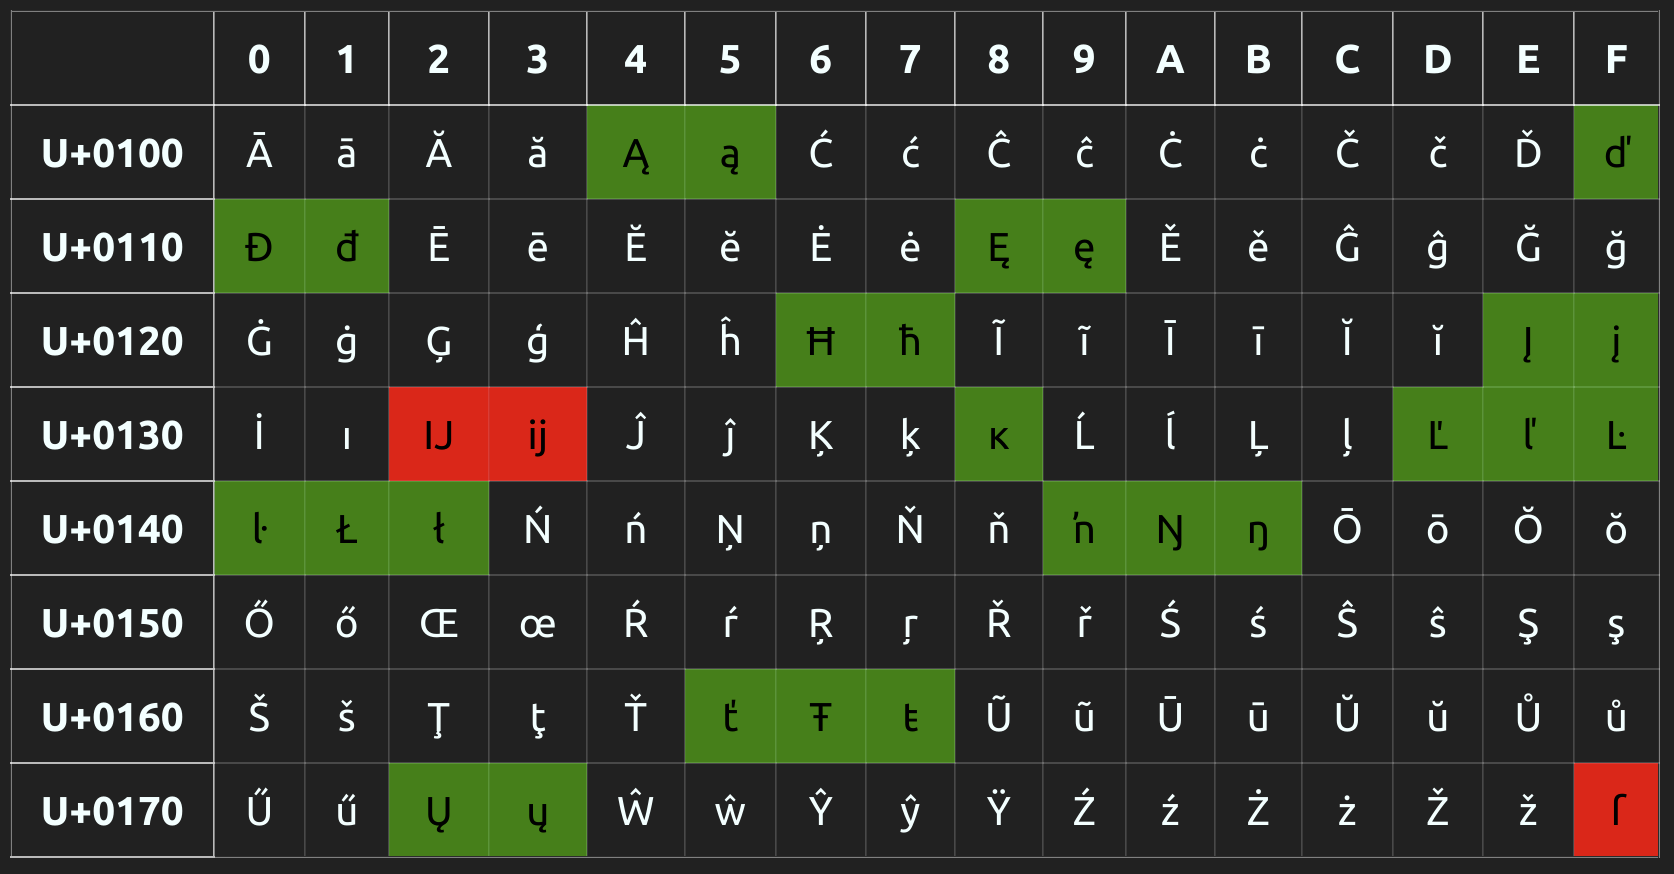 0 1 2 3 4 5 6 7 8 9 A B C D E F
U+0100 Ā ā Ă ă Ą ą Ć ć Ĉ ĉ Ċ ċ Č č Ď ď
U+0110 Đ đ Ē ē Ĕ ĕ Ė ė Ę ę Ě ě Ĝ ĝ Ğ ğ
U+0120 Ġ ġ Ģ ģ Ĥ ĥ Ħ ħ Ĩ ĩ Ī ī Ĭ ĭ Į į
U+0130 İ ı IJ ij Ĵ ĵ Ķ ķ ĸ Ĺ ĺ Ļ ļ Ľ ľ Ŀ
U+0140 ŀ Ł ł Ń ń Ņ ņ Ň ň ʼn Ŋ ŋ Ō ō Ŏ ŏ
U+0150 Ő ő Œ œ Ŕ ŕ Ŗ ŗ Ř ř Ś ś Ŝ ŝ Ş ş
U+0160 Š š Ţ ţ Ť ť Ŧ ŧ Ũ ũ Ū ū Ŭ ŭ Ů ů
U+0170 Ű ű Ų ų Ŵ ŵ Ŷ ŷ Ÿ Ź ź Ż ż Ž ž ſ